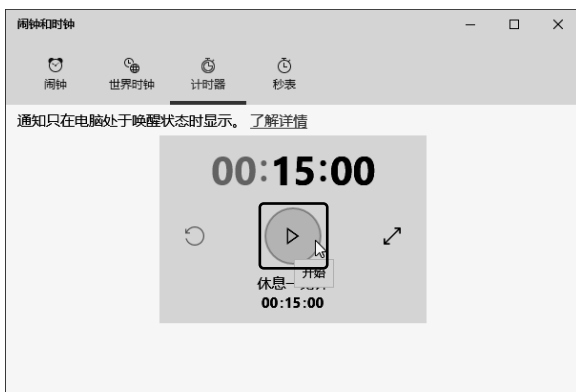 闹钟和时钟
闹钟 世界时钟 计时器 秒表
通知只在电脑处于唤醒状态时显示。 了解详情
00:15:00
开始
休息一
00:15:00